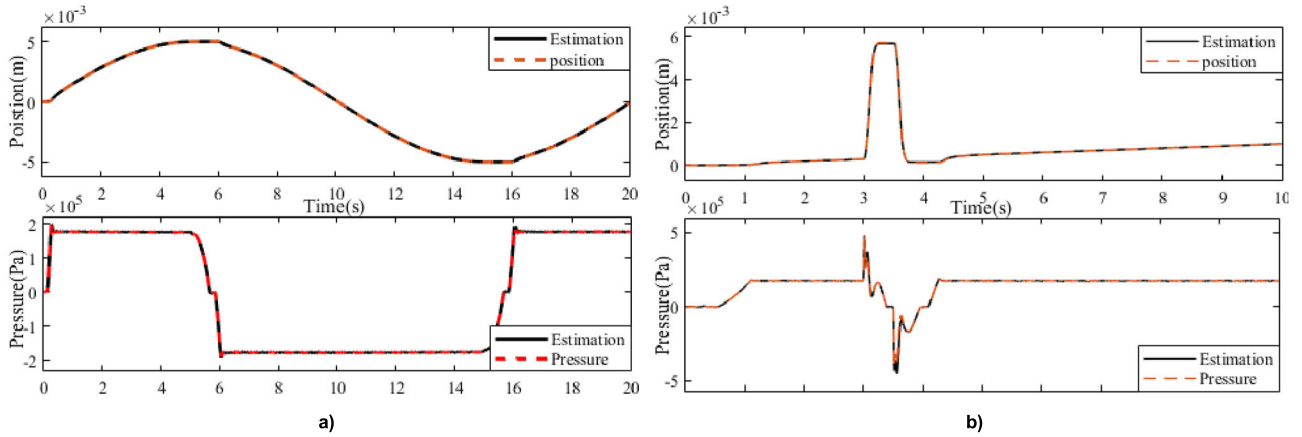 ×10⁻³
5
0
-5
Poistion(m)
Estimation
position
0 2 4 6 8 10 12 14 16 18 20
Time(s)
×10⁵
2
1
0
-1
-2
Pressure(Pa)
Estimation
Pressure
0 2 4 6 8 10 12 14 16 18 20
a)
×10⁻³
6
4
2
0
Position(m)
Estimation
position
0 1 2 3 4 5 6 7 8 9 10
Time(s)
×10⁵
5
0
-5
Pressure(Pa)
Estimation
Pressure
b)